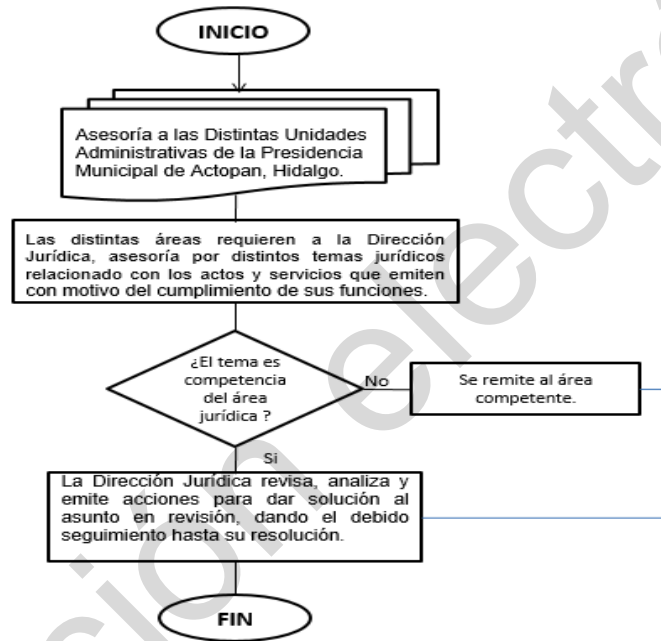 INICIO
Asesoría a las Distintas Unidades
Administrativas de la Presidencia
Municipal de Actopan, Hidalgo.
Las distintas áreas requieren a la Dirección
Jurídica, asesoría por distintos temas jurídicos
relacionado con los actos y servicios que emiten
con motivo del cumplimiento de sus funciones.
¿El tema es
competencia
del área
jurídica ?
No
Se remite al área
competente.
Si
La Dirección Jurídica revisa, analiza y
emite acciones para dar solución al
asunto en revisión, dando el debido
seguimiento hasta su resolución.
FIN